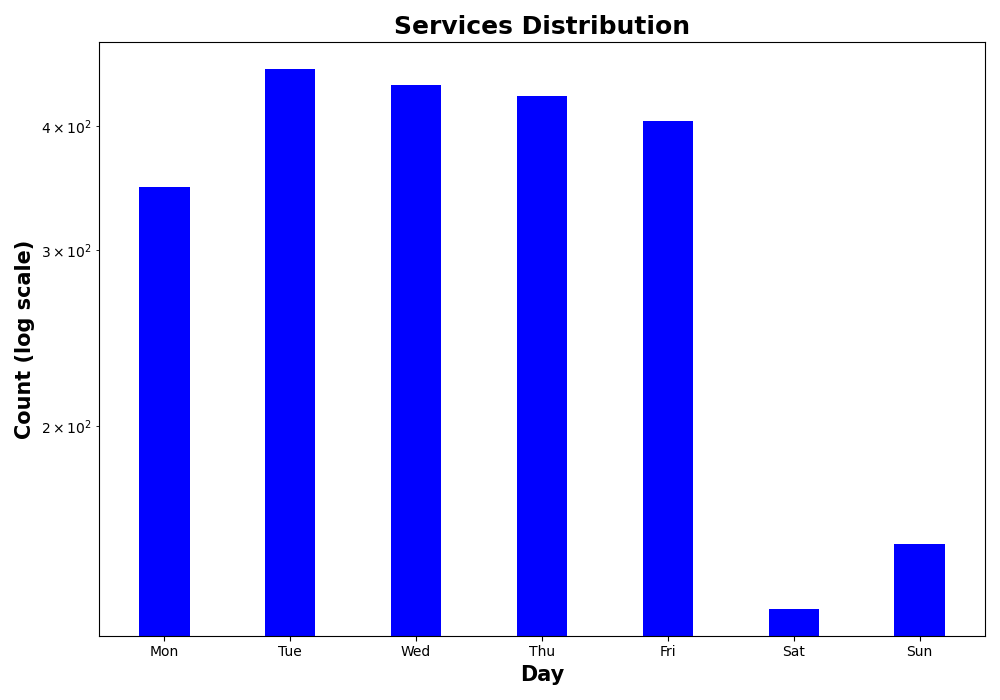 Services Distribution
Count (log scale)
4 × 10²
3 × 10²
2 × 10²
Mon Tue Wed Thu Fri Sat Sun
Day